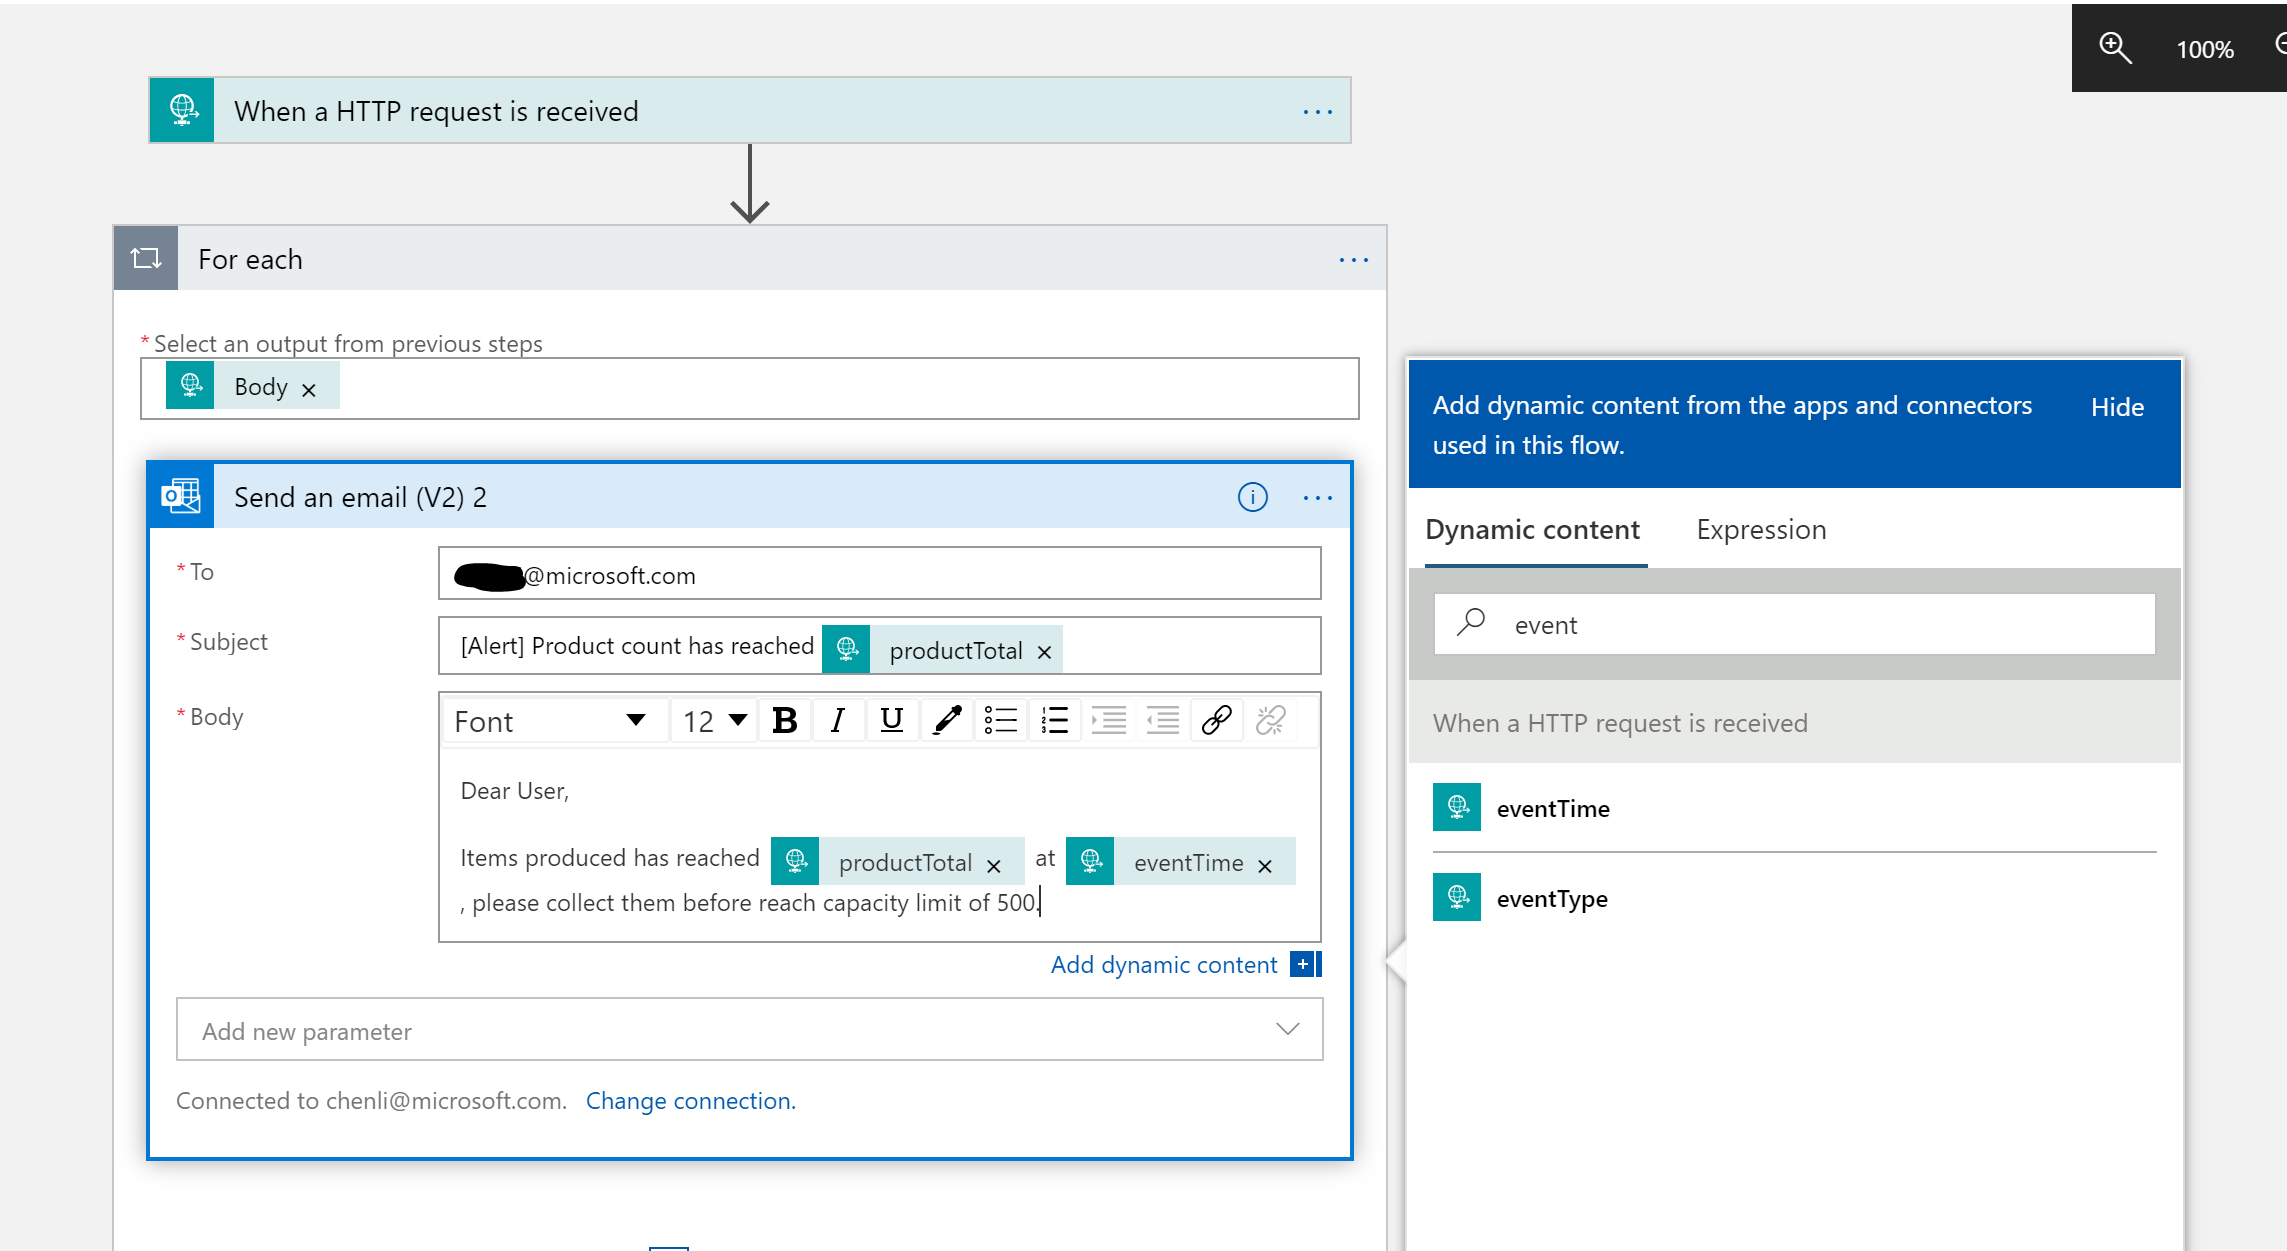 100%
When a HTTP request is received
For each
* Select an output from previous steps
Body ×
Send an email (V2) 2
* To
@microsoft.com
* Subject
[Alert] Product count has reached productTotal ×
* Body
Font 12 B I U
Dear User,
Items produced has reached productTotal × at eventTime ×
, please collect them before reach capacity limit of 500.
Add dynamic content +
Add new parameter
Connected to chenli@microsoft.com. Change connection.
Add dynamic content from the apps and connectors
used in this flow.
Hide
Dynamic content Expression
event
When a HTTP request is received
eventTime
eventType